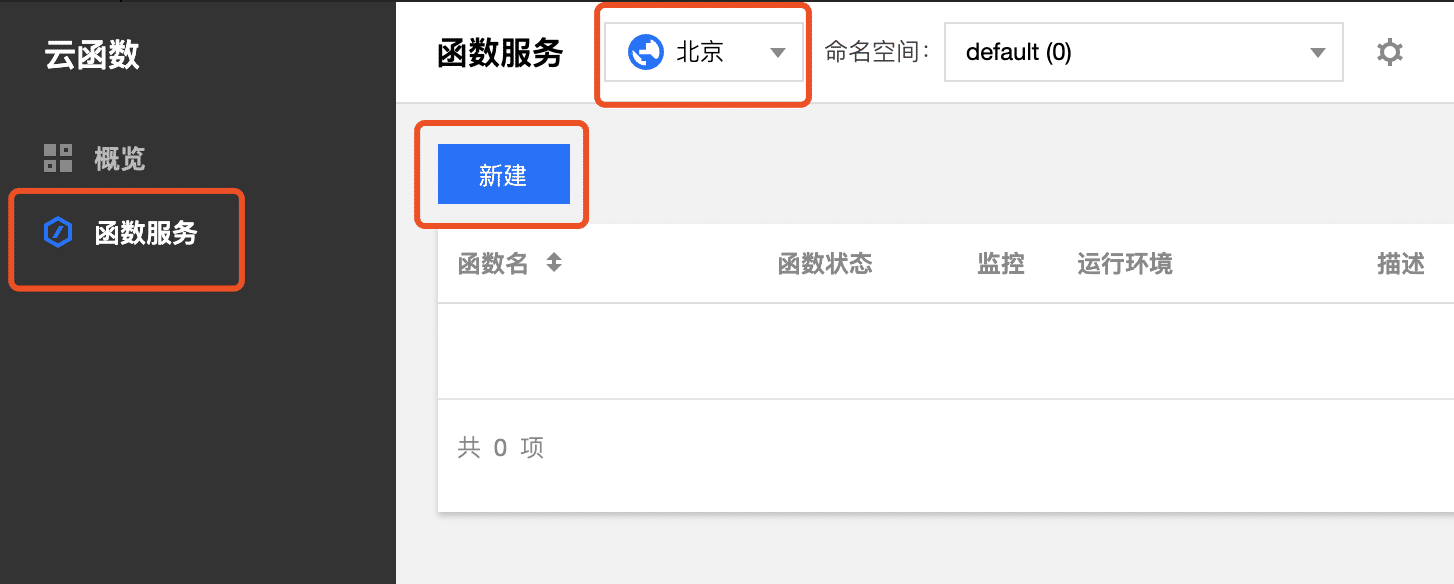 云函数
概览
函数服务
函数服务 北京 命名空间： default (0)
新建
函数名 函数状态 监控 运行环境 描述
共 0 项